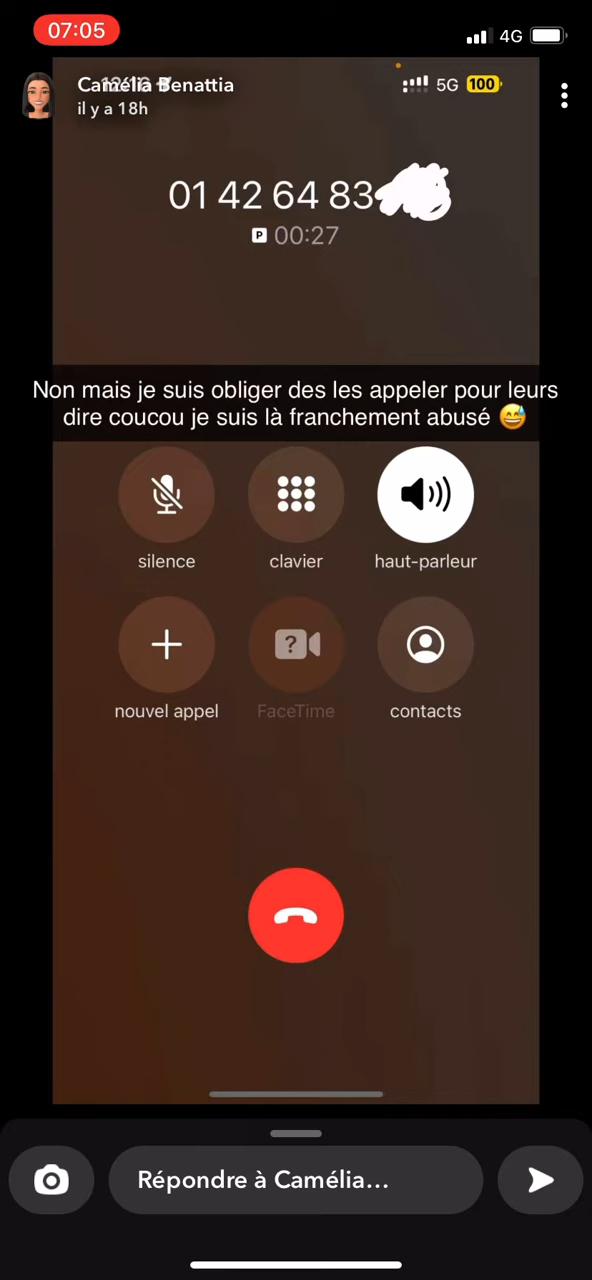 07:05
4G
Camélia Benattia
il y a 18h
5G 100
01 42 64 83
P 00:27
Non mais je suis obliger des les appeler pour leurs
dire coucou je suis là franchement abusé 😅
silence clavier haut-parleur
?
nouvel appel FaceTime contacts
Répondre à Camélia...